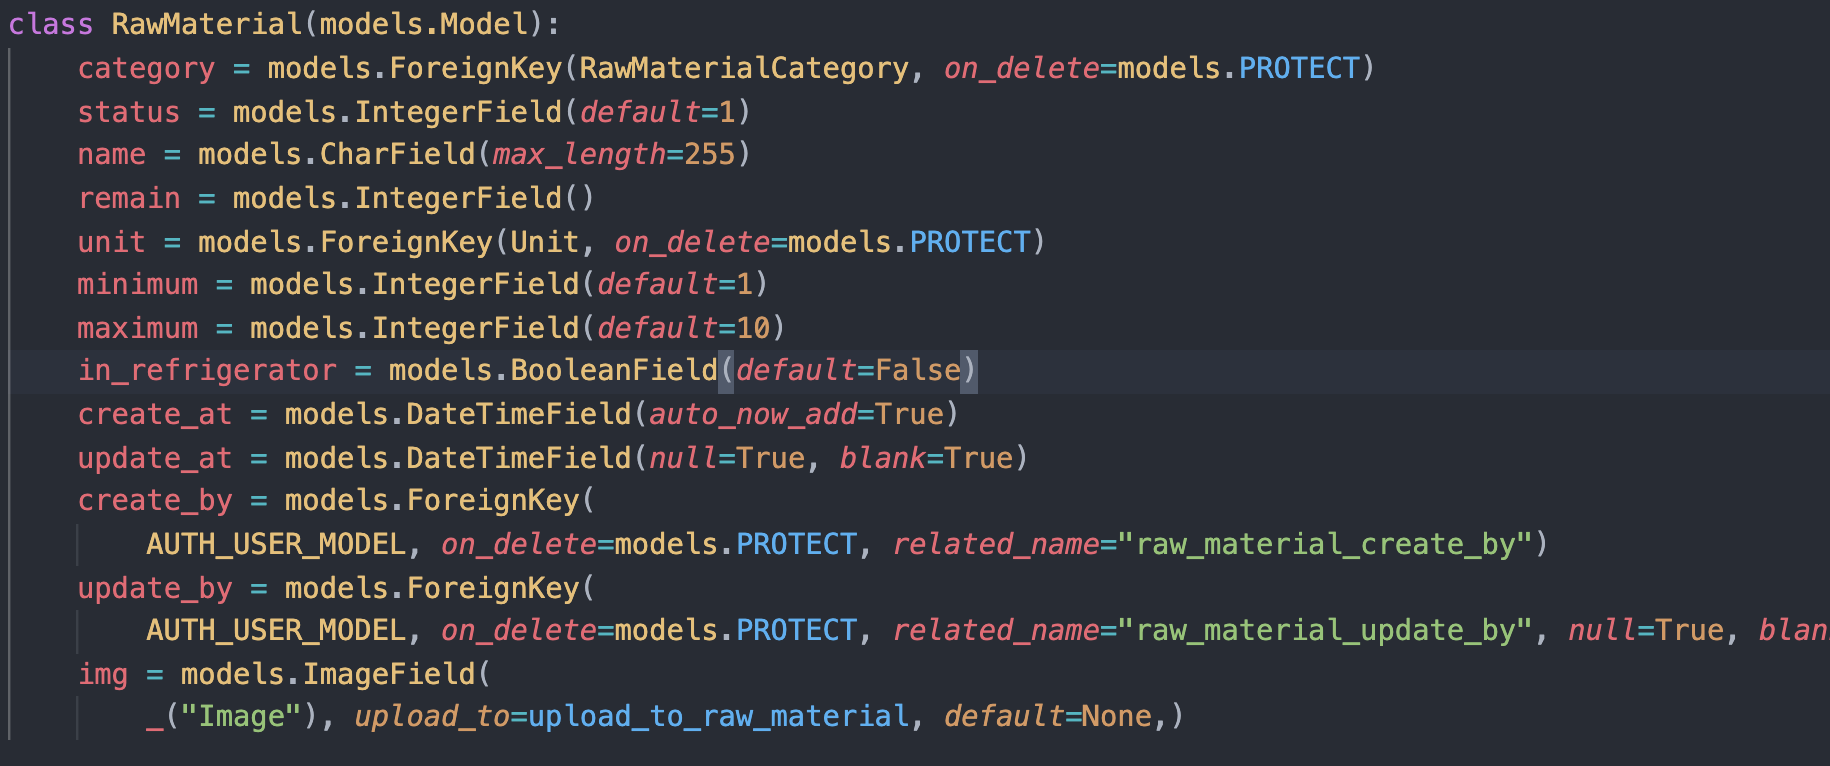 class RawMaterial(models.Model):
    category = models.ForeignKey(RawMaterialCategory, on_delete=models.PROTECT)
    status = models.IntegerField(default=1)
    name = models.CharField(max_length=255)
    remain = models.IntegerField()
    unit = models.ForeignKey(Unit, on_delete=models.PROTECT)
    minimum = models.IntegerField(default=1)
    maximum = models.IntegerField(default=10)
    in_refrigerator = models.BooleanField(default=False)
    create_at = models.DateTimeField(auto_now_add=True)
    update_at = models.DateTimeField(null=True, blank=True)
    create_by = models.ForeignKey(
        AUTH_USER_MODEL, on_delete=models.PROTECT, related_name="raw_material_create_by")
    update_by = models.ForeignKey(
        AUTH_USER_MODEL, on_delete=models.PROTECT, related_name="raw_material_update_by", null=True, blan
    img = models.ImageField(
        _("Image"), upload_to=upload_to_raw_material, default=None,)